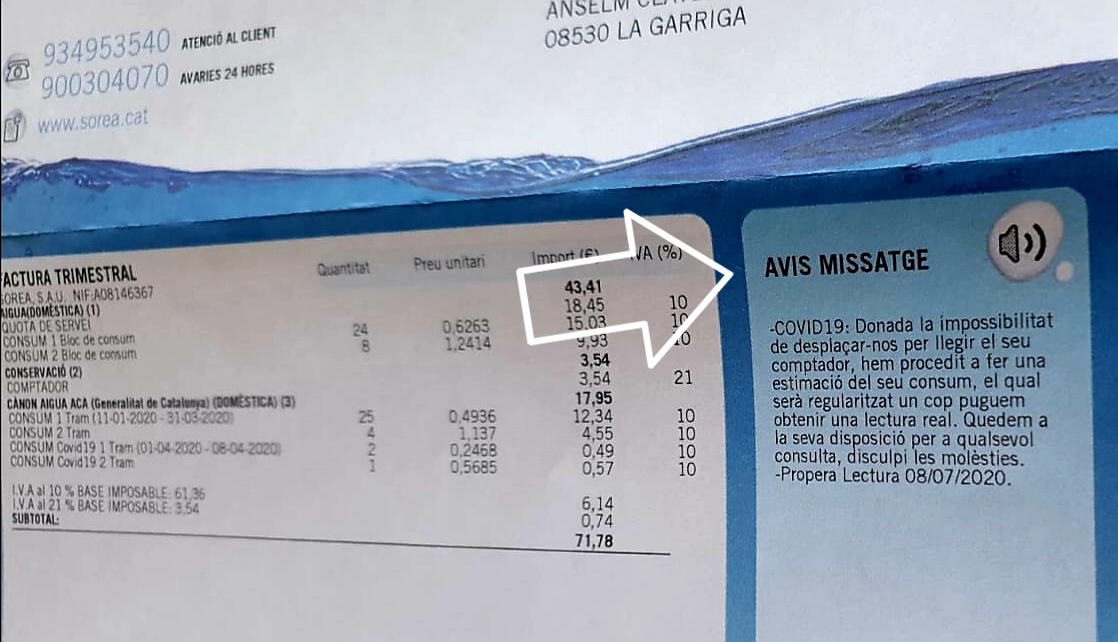 ANSELM
08530 LA GARRIGA
934953540 ATENCIÓ AL CLIENT
900304070 AVARIES 24 HORES
www.sorea.cat
FACTURA TRIMESTRAL Quantitat Preu unitari Import (€) IVA (%)
SOREA, S.A.U. NIF:A08146367
AIGUA(DOMÈSTICA) (1) 43,41
QUOTA DE SERVEI 18,45 10
CONSUM 1 Bloc de consum 24 0,6263 15,03 10
CONSUM 2 Bloc de consum 8 1,2414 9,93 10
CONSERVACIÓ (2) 3,54
COMPTADOR 3,54 21
CÀNON AIGUA ACA (Generalitat de Catalunya) (DOMÈSTICA) (3) 17,95
CONSUM 1 Tram (11-01-2020 - 31-03-2020) 25 0,4936 12,34 10
CONSUM 2 Tram 4 1,137 4,55 10
CONSUM Covid19 1 Tram (01-04-2020 - 08-04-2020) 2 0,2468 0,49 10
CONSUM Covid19 2 Tram 1 0,5685 0,57 10
I.V.A al 10 % BASE IMPOSABLE: 61,36 6,14
I.V.A al 21 % BASE IMPOSABLE: 3,54 0,74
SUBTOTAL: 71,78
AVIS MISSATGE
-COVID19: Donada la impossibilitat
de desplaçar-nos per llegir el seu
comptador, hem procedit a fer una
estimació del seu consum, el qual
serà regularitzat un cop puguem
obtenir una lectura real. Quedem a
la seva disposició per a qualsevol
consulta, disculpi les molèsties.
-Propera Lectura 08/07/2020.